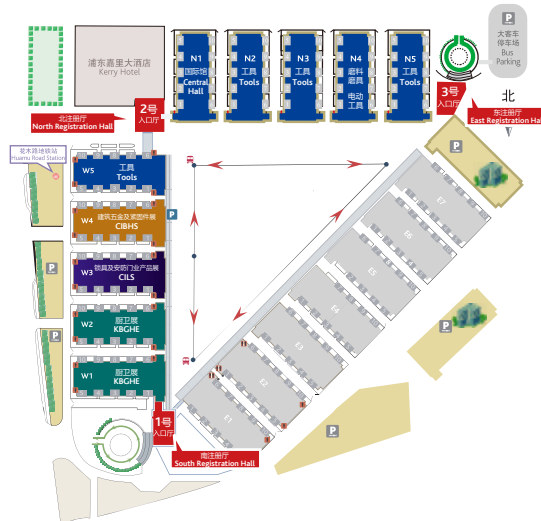 浦东嘉里大酒店
Kerry Hotel
N1
国际馆
Central
Hall
N2
工具
Tools
N3
工具
Tools
N4
磨料
磨具
电动
工具
N5
工具
Tools
P
大客车
停车场
Bus
Parking
2号
入口厅
3号
入口厅
北注册厅
North Registration Hall
东注册厅
East Registration Ha
北
花木路地铁站
Huamu Road Station
W5
工具
Tools
W4
建筑五金及紧固件展
CIBHS
W3
锁具及安防门业产品展
CILS
W2
厨卫展
KBGHE
W1
厨卫展
KBGHE
P
P
P
P
P
P
P
E7
E6
E5
E4
E3
E2
E1
1号
入口厅
南注册厅
South Registration Hall